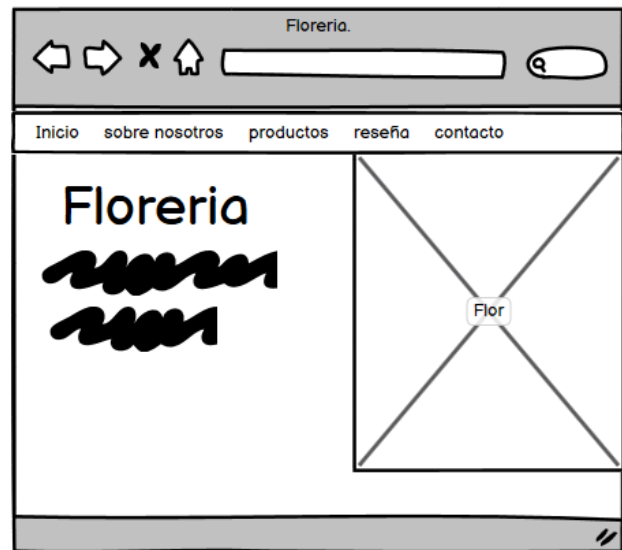 Floreria.
Inicio sobre nosotros productos reseña contacto
Floreria
Flor